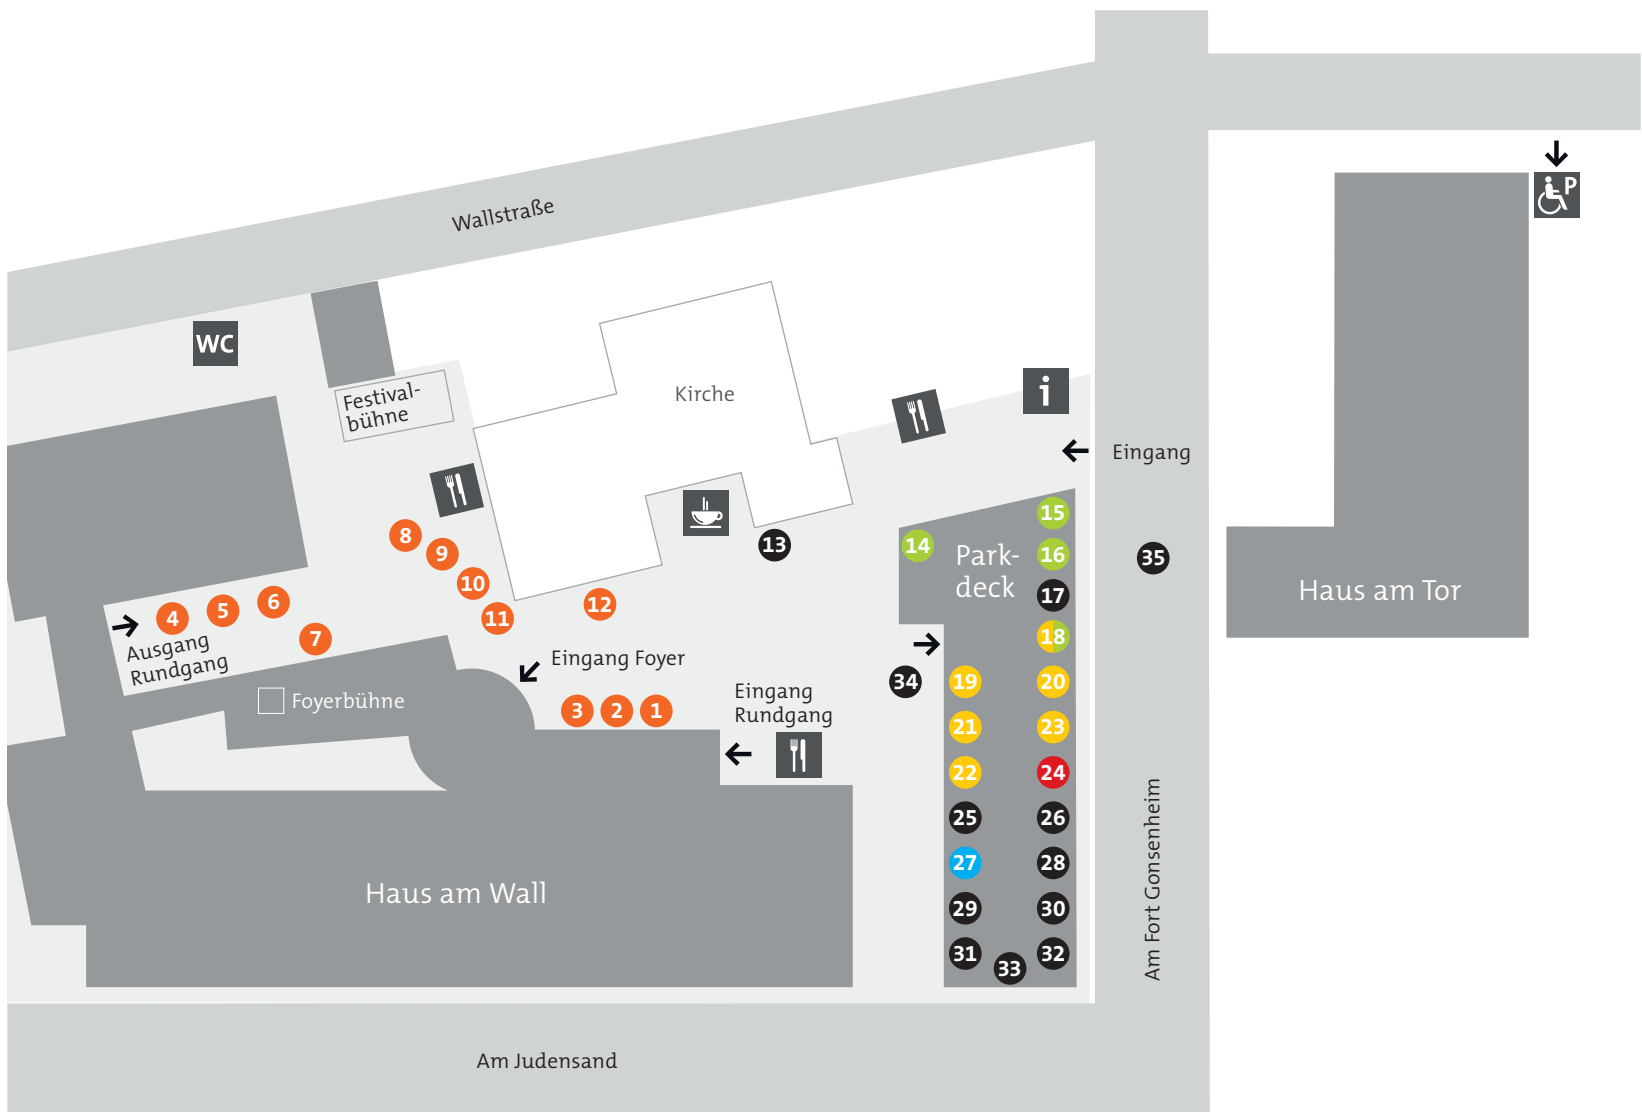 Wallstraße
P
WC
Festival-
bühne
Kirche
i
Eingang
8
9
10
11
12
13
14
15
16
17
18
Park-
deck
35
Haus am Tor
4
5
6
7
Ausgang
Rundgang
Eingang Foyer
Foyerbühne
3
2
1
Eingang
Rundgang
34
19
20
21
23
22
24
25
26
27
28
29
30
31
32
33
Haus am Wall
Am Fort Gonsenheim
Am Judensand